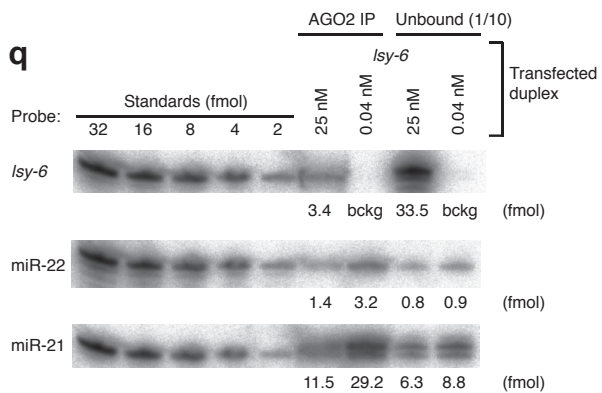 q
AGO2 IP Unbound (1/10)
lsy-6
Transfected duplex
Standards (fmol)
25 nM 0.04 nM 25 nM 0.04 nM
Probe: 32 16 8 4 2
lsy-6
3.4 bckg 33.5 bckg (fmol)
miR-22
1.4 3.2 0.8 0.9 (fmol)
miR-21
11.5 29.2 6.3 8.8 (fmol)